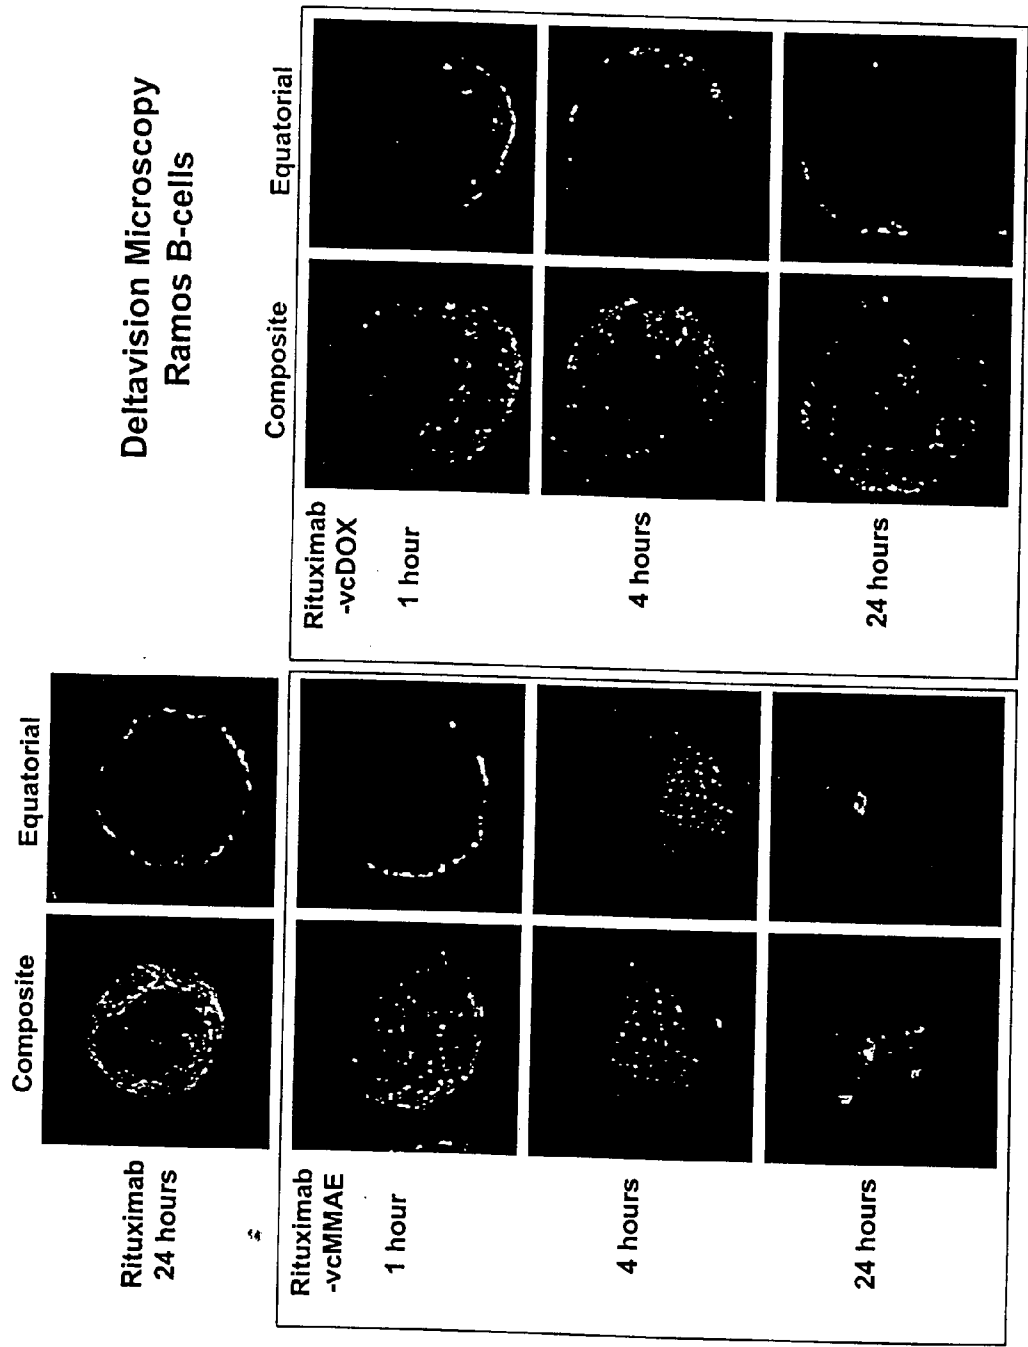 Deltavision Microscopy
Ramos B-cells
Composite
Equatorial
Rituximab
24 hours
Rituximab
-vcMMAE
1 hour
4 hours
24 hours
Composite
Equatorial
Rituximab
-vcDOX
1 hour
4 hours
24 hours